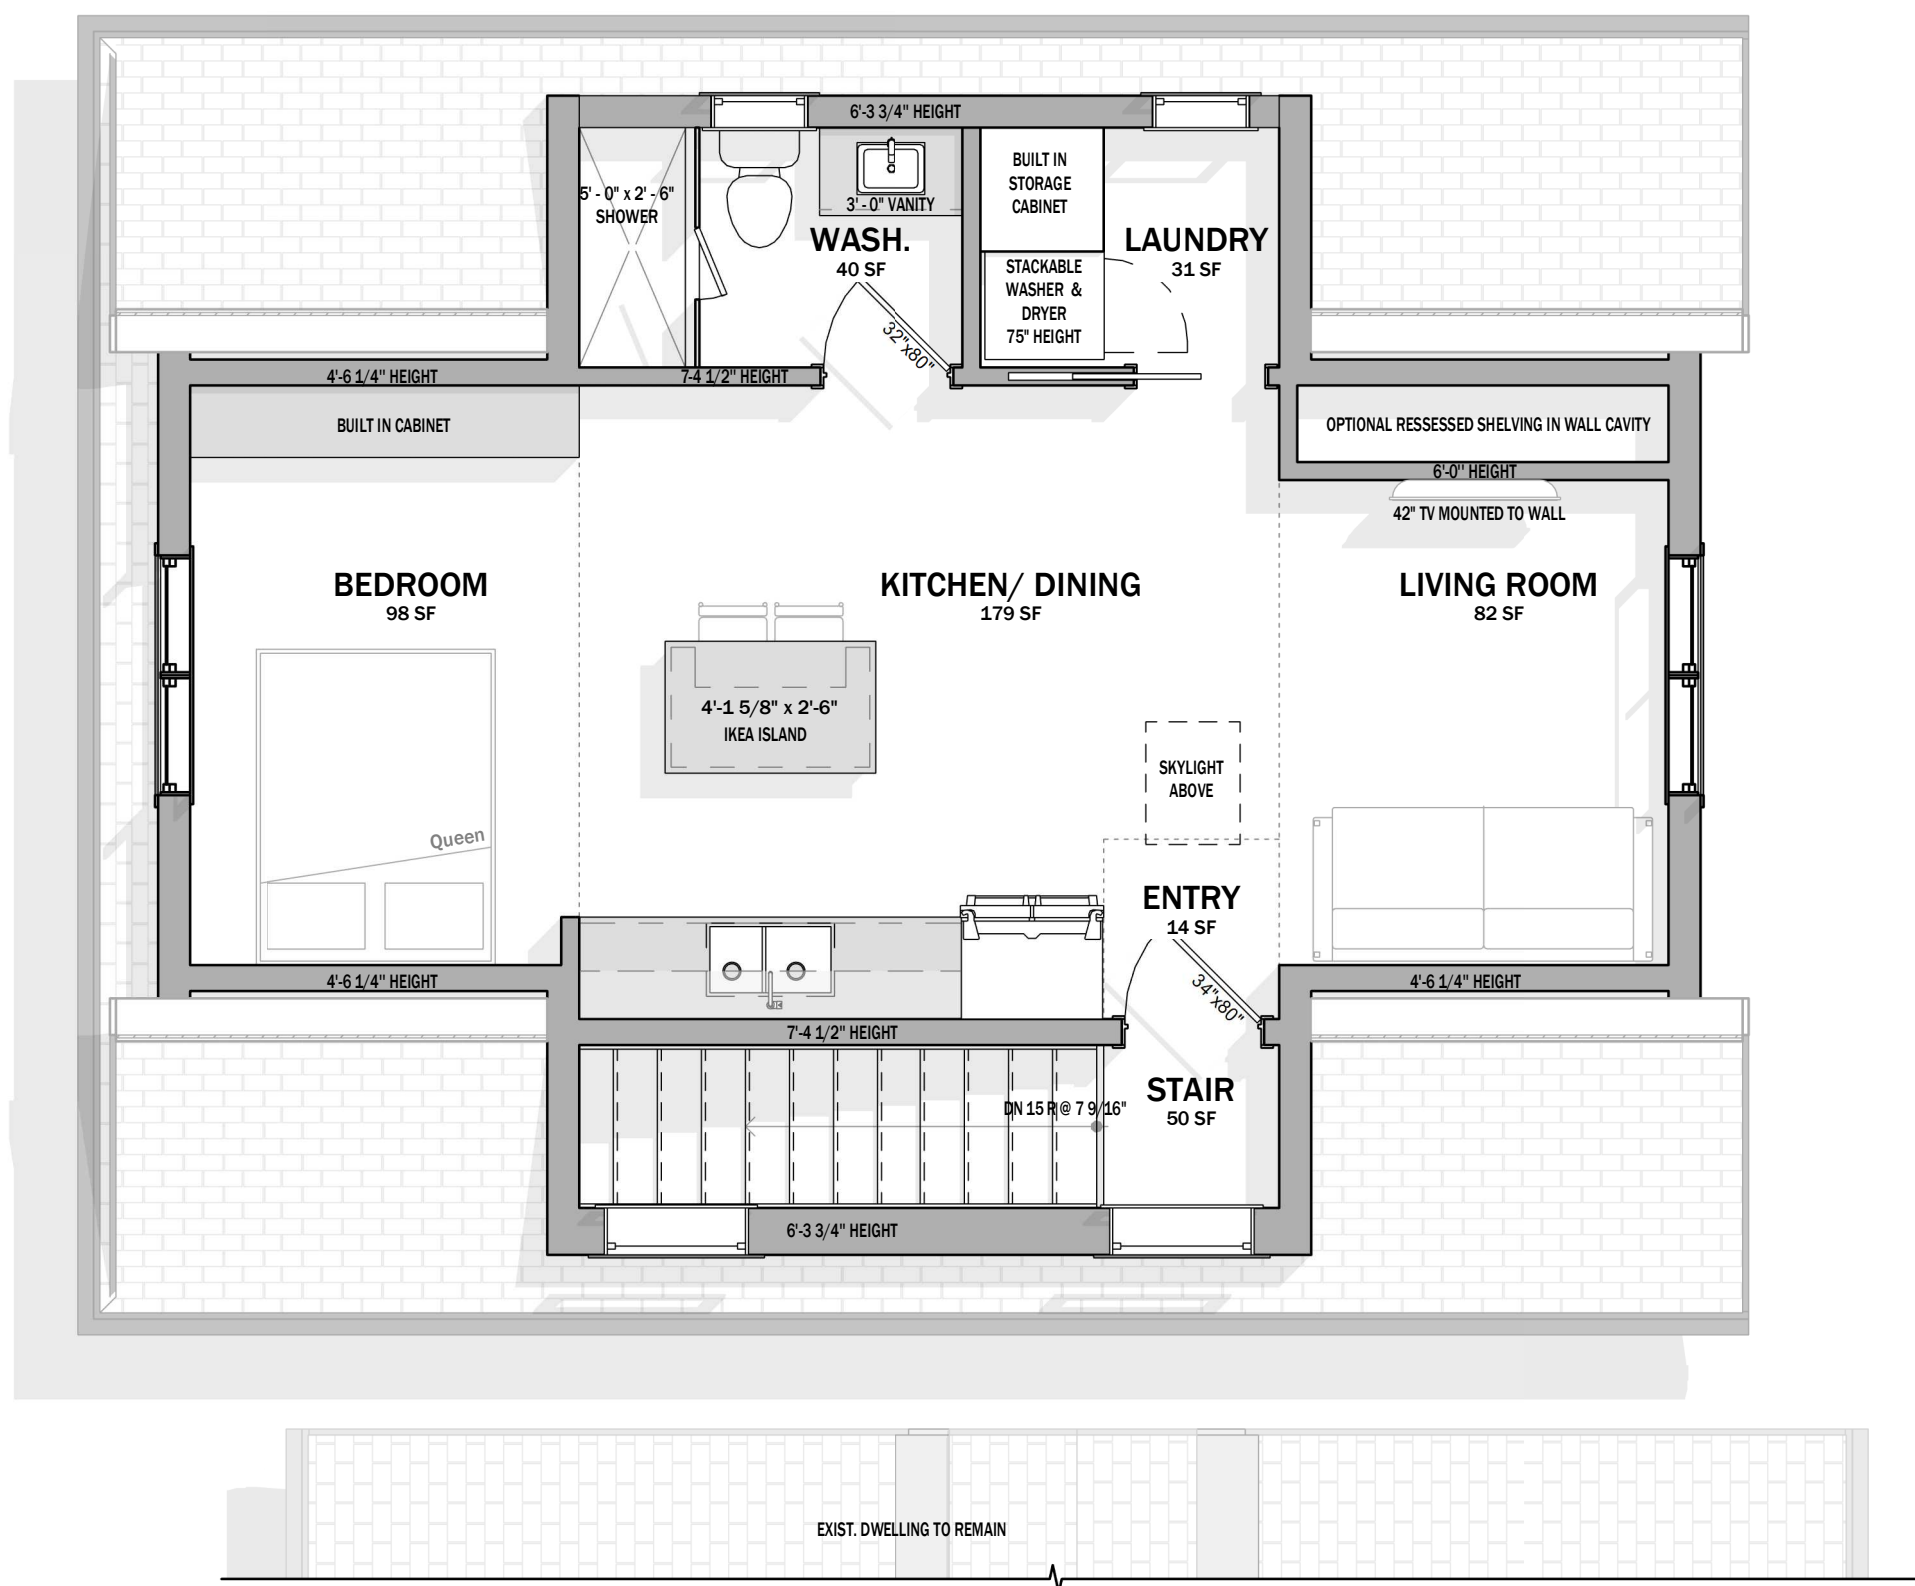 6'-3 3/4" HEIGHT
5' - 0" x 2' - 6"
SHOWER
3' - 0" VANITY
WASH.
40 SF
32"x80"
BUILT IN
STORAGE
CABINET
STACKABLE
WASHER &
DRYER
75" HEIGHT
LAUNDRY
31 SF
4'-6 1/4" HEIGHT
7-4 1/2" HEIGHT
BUILT IN CABINET
OPTIONAL RESSESSED SHELVING IN WALL CAVITY
6'-0" HEIGHT
42" TV MOUNTED TO WALL
BEDROOM
98 SF
KITCHEN/ DINING
179 SF
LIVING ROOM
82 SF
4'-1 5/8" x 2'-6"
IKEA ISLAND
SKYLIGHT
ABOVE
Queen
ENTRY
14 SF
34"x80"
4'-6 1/4" HEIGHT
4'-6 1/4" HEIGHT
7'-4 1/2" HEIGHT
STAIR
50 SF
DN 15 R @ 7 9/16"
6'-3 3/4" HEIGHT
EXIST. DWELLING TO REMAIN